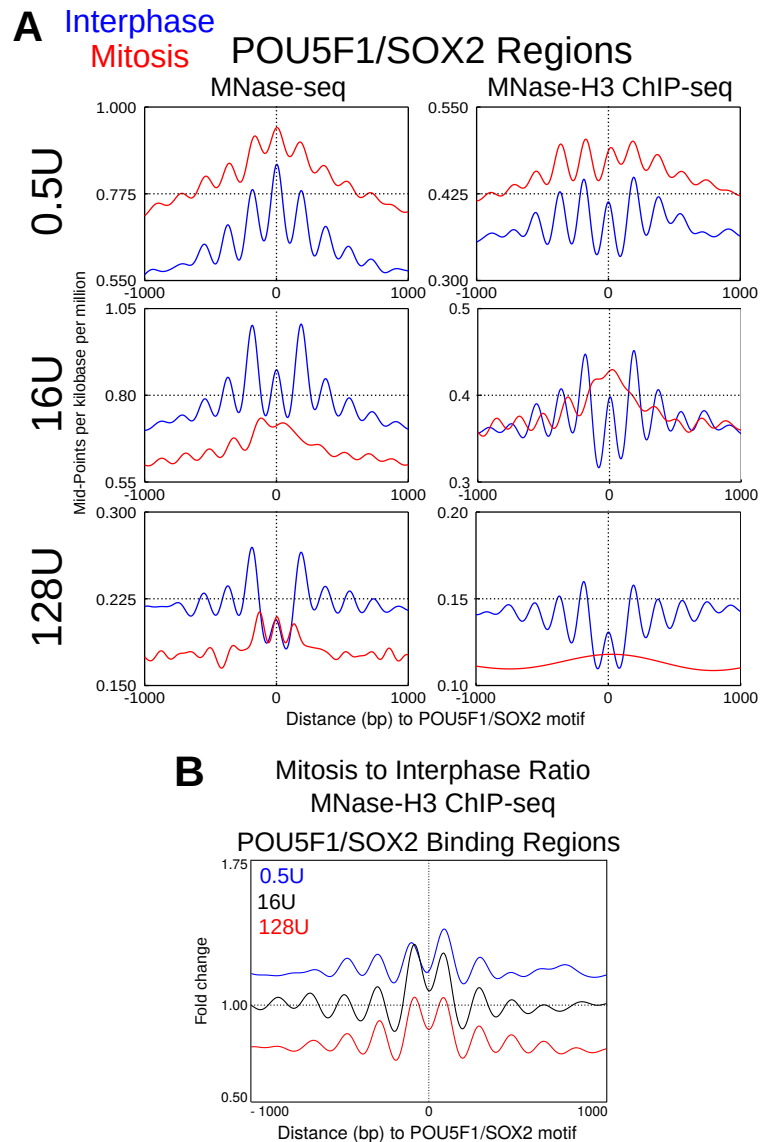 A
Interphase
Mitosis
POU5F1/SOX2 Regions
MNase-seq
MNase-H3 ChIP-seq
0.5U
1.000
0.775
0.550
-1000 0 1000
0.550
0.425
0.300
-1000 0 1000
Mid-Points per kilobase per million
16U
1.05
0.80
0.55
-1000 0 1000
0.5
0.4
0.3
-1000 0 1000
128U
0.300
0.225
0.150
-1000 0 1000
0.20
0.15
0.10
-1000 0 1000
Distance (bp) to POU5F1/SOX2 motif
B
Mitosis to Interphase Ratio
MNase-H3 ChIP-seq
POU5F1/SOX2 Binding Regions
1.75
0.5U
16U
128U
Fold change
1.00
0.50
- 1000 0 1000
Distance (bp) to POU5F1/SOX2 motif